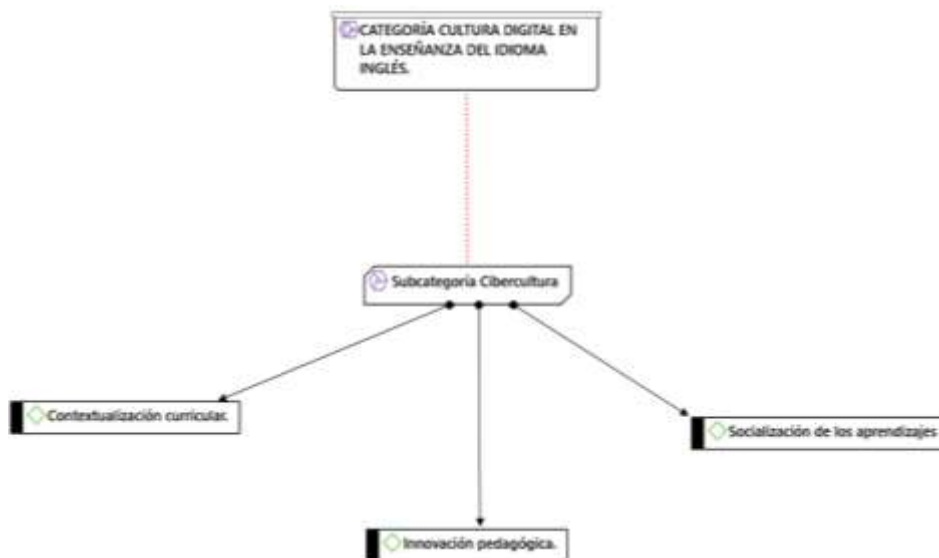 CATEGORÍA CULTURA DIGITAL EN
LA ENSEÑANZA DEL IDIOMA
INGLÉS.
Subcategoría Cibercultura
Contextualización curricular.
Socialización de los aprendizajes
Innovación pedagógica.